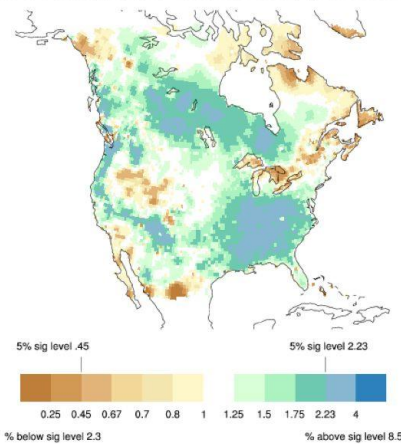 5% sig level .45 5% sig level 2.23
0.25 0.45 0.67 0.7 0.8 1 1.25 1.5 1.75 2.23 4
% below sig level 2.3 % above sig level 8.5